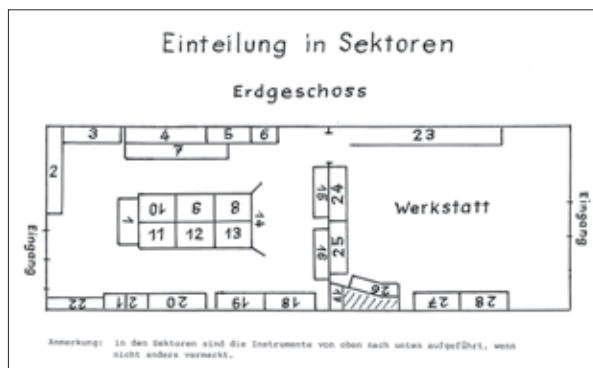 Einteilung in Sektoren
Erdgeschoss
3 4 5 6 23
7
2
15 24
10 9 8
1 14
Werkstatt
11 12 13
16 25
Eingang
Eingang
26
17
22 21 20 19 18 27 28
Anmerkung: in den Sektoren sind die Instrumente von oben nach unten aufgeführt, wenn
nicht anders vermerkt.